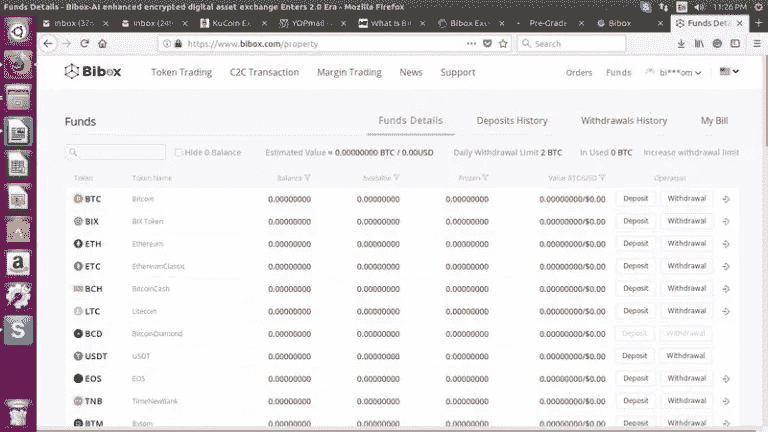 Funds Details - Bibox-AI enhanced encrypted digital asset exchange Enters 2.0 Era - Mozilla Firefox
En
11:26 PM
Inbox (37
inbox (24
KuCoin E
YOPmail
What Is Bi
Bibox Ex
Pre-Grade
Bibox
Funds Det
https://www.bibox.com/property
Search
Bibox
Token Trading
C2C Transaction
Margin Trading
News
Support
Orders
Funds
bi***om
Funds
Funds Details
Deposits History
Withdrawals History
My Bill
Hide 0 Balance
Estimated Value ≈ 0.00000000 BTC / 0.00USD
Daily Withdrawal Limit 2 BTC
In Used 0 BTC
Increase withdrawal limit
Token Token Name Balance Available Frozen Value BTC/USD Operation
BTC Bitcoin 0.00000000 0.00000000 0.00000000 0.00000000/$0.00 Deposit Withdrawal
BIX BIX Token 0.00000000 0.00000000 0.00000000 0.00000000/$0.00 Deposit Withdrawal
ETH Ethereum 0.00000000 0.00000000 0.00000000 0.00000000/$0.00 Deposit Withdrawal
ETC EthereumClassic 0.00000000 0.00000000 0.00000000 0.00000000/$0.00 Deposit Withdrawal
BCH BitcoinCash 0.00000000 0.00000000 0.00000000 0.00000000/$0.00 Deposit Withdrawal
LTC Litecoin 0.00000000 0.00000000 0.00000000 0.00000000/$0.00 Deposit Withdrawal
BCD BitcoinDiamond 0.00000000 0.00000000 0.00000000 0.00000000/$0.00 Deposit Withdrawal
USDT USDT 0.00000000 0.00000000 0.00000000 0.00000000/$0.00 Deposit Withdrawal
EOS EOS 0.00000000 0.00000000 0.00000000 0.00000000/$0.00 Deposit Withdrawal
TNB TimeNewBank 0.00000000 0.00000000 0.00000000 0.00000000/$0.00 Deposit Withdrawal
BTM Bytom 0.00000000 0.00000000 0.00000000 0.00000000/$0.00 Deposit Withdrawal